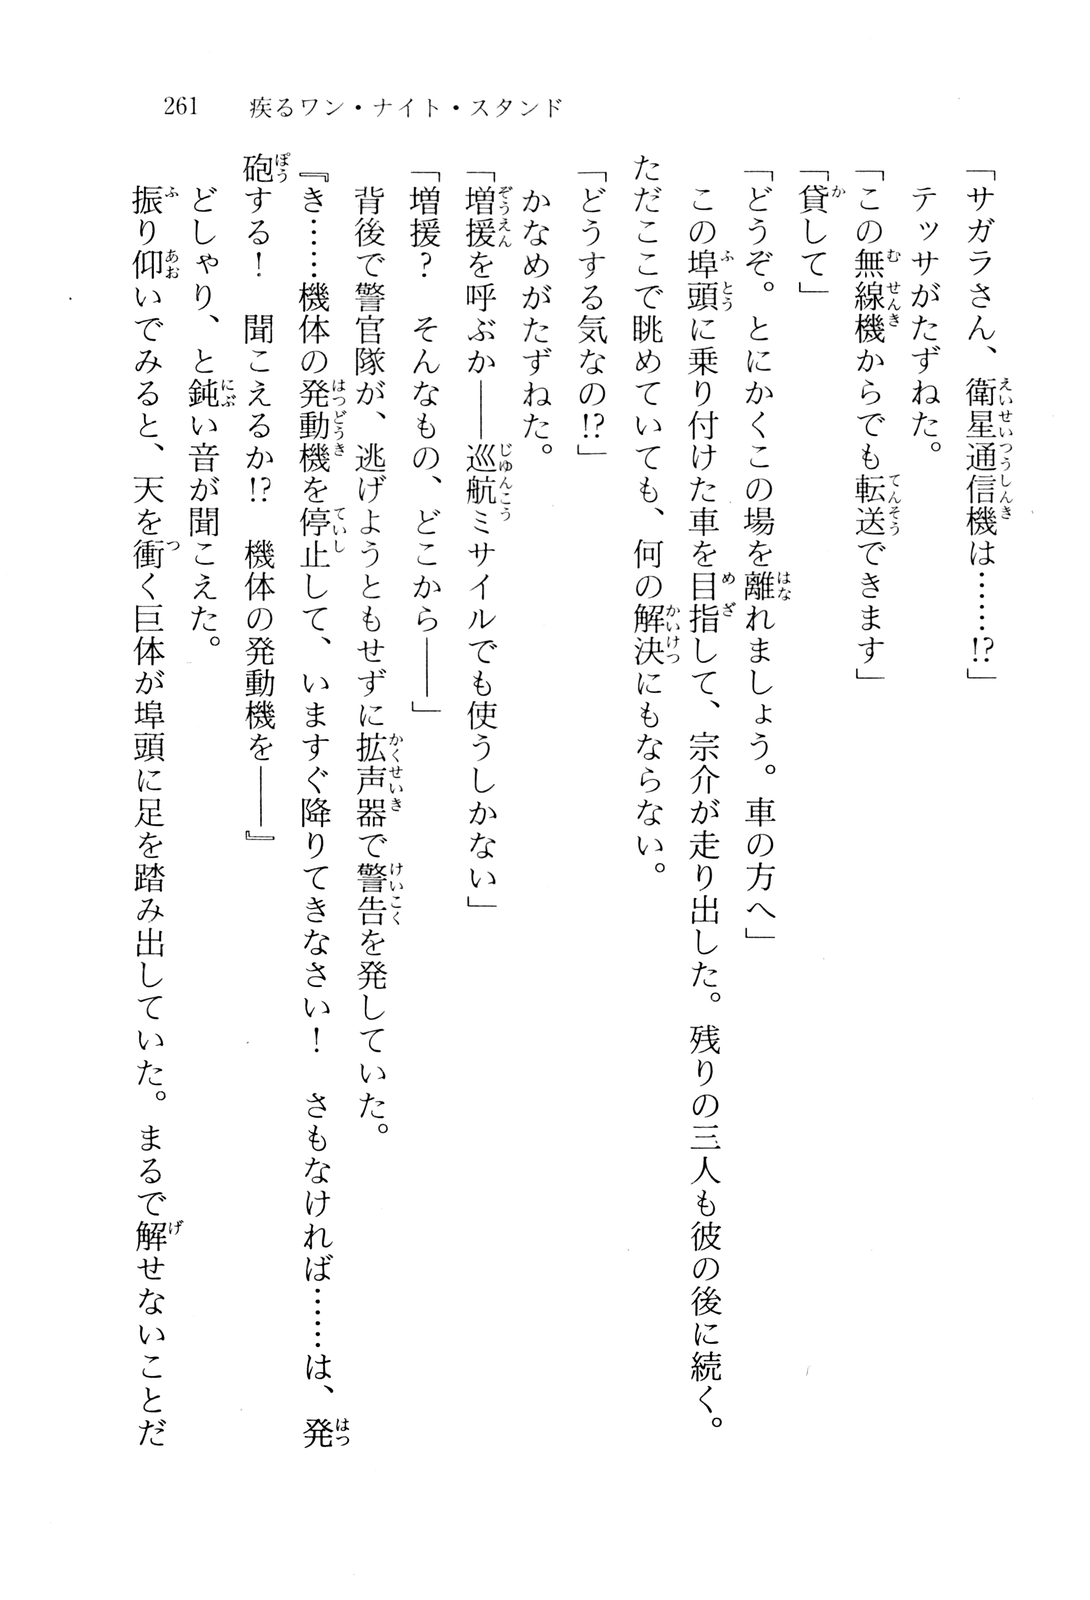 261　疾るワン・ナイト・スタンド
「サガラさん、衛星通信機は……!?」
テッサがたずねた。
「この無線機からでも転送できます」
「貸して」
「どうぞ。とにかくこの場を離れましょう。車の方へ」
この埠頭に乗り付けた車を目指して、宗介が走り出した。残りの三人も彼の後に続く。
ただここで眺めていても、何の解決にもならない。
「どうする気なの!?」
かなめがたずねた。
「増援を呼ぶか――巡航ミサイルでも使うしかない」
「増援？　そんなもの、どこから――」
背後で警官隊が、逃げようともせずに拡声器で警告を発していた。
『き……機体の発動機を停止して、いますぐ降りてきなさい！　さもなければ……は、発
砲する！　聞こえるか!?　機体の発動機を――』
どしゃり、と鈍い音が聞こえた。
振り仰いでみると、天を衝く巨体が埠頭に足を踏み出していた。まるで解せないことだ